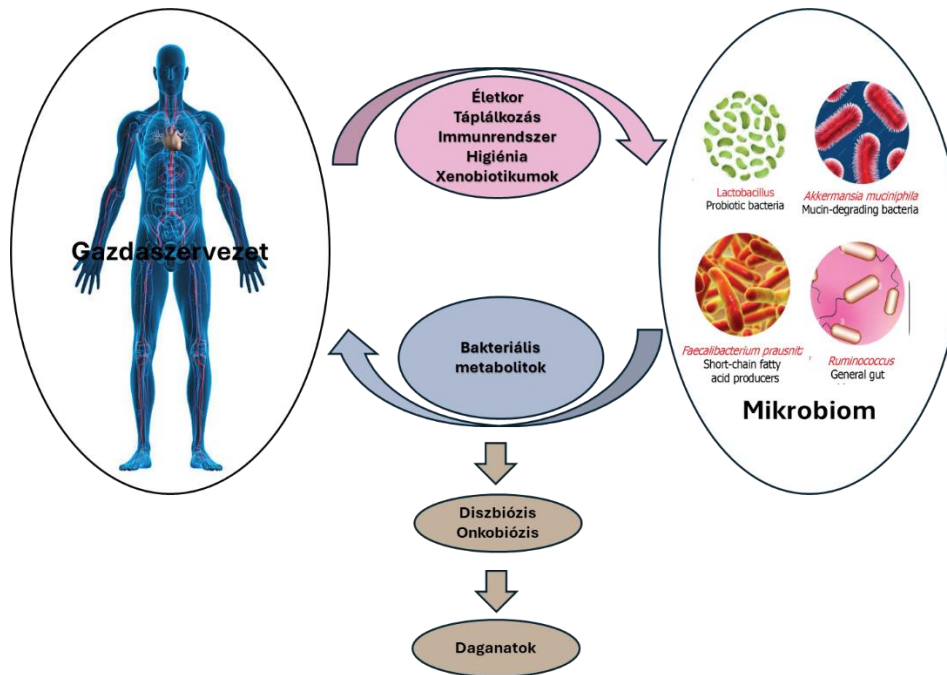 Életkor
Táplálkozás
Immunrendszer
Higiénia
Xenobiotikumok
Gazdaszervezet
Lactobacillus
Probiotic bacteria
Akkermansia muciniphila
Mucin-degrading bacteria
Faecalibacterium prausnit
Short-chain fatty
acid producers
Ruminococcus
General gut
Mikrobiom
Bakteriális
metabolitok
Diszbiózis
Onkobiózis
Daganatok